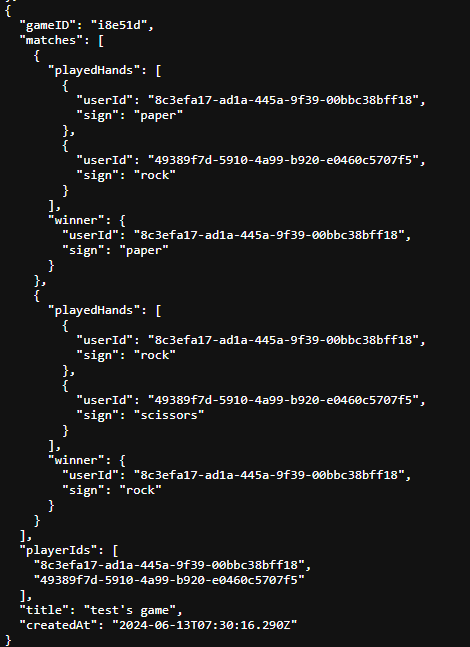 {
  "gameID": "i8e51d",
  "matches": [
    {
      "playedHands": [
        {
          "userId": "8c3efa17-ad1a-445a-9f39-00bbc38bff18",
          "sign": "paper"
        },
        {
          "userId": "49389f7d-5910-4a99-b920-e0460c5707f5",
          "sign": "rock"
        }
      ],
      "winner": {
        "userId": "8c3efa17-ad1a-445a-9f39-00bbc38bff18",
        "sign": "paper"
      }
    },
    {
      "playedHands": [
        {
          "userId": "8c3efa17-ad1a-445a-9f39-00bbc38bff18",
          "sign": "rock"
        },
        {
          "userId": "49389f7d-5910-4a99-b920-e0460c5707f5",
          "sign": "scissors"
        }
      ],
      "winner": {
        "userId": "8c3efa17-ad1a-445a-9f39-00bbc38bff18",
        "sign": "rock"
      }
    }
  ],
  "playerIds": [
    "8c3efa17-ad1a-445a-9f39-00bbc38bff18",
    "49389f7d-5910-4a99-b920-e0460c5707f5"
  ],
  "title": "test's game",
  "createdAt": "2024-06-13T07:30:16.290Z"
}